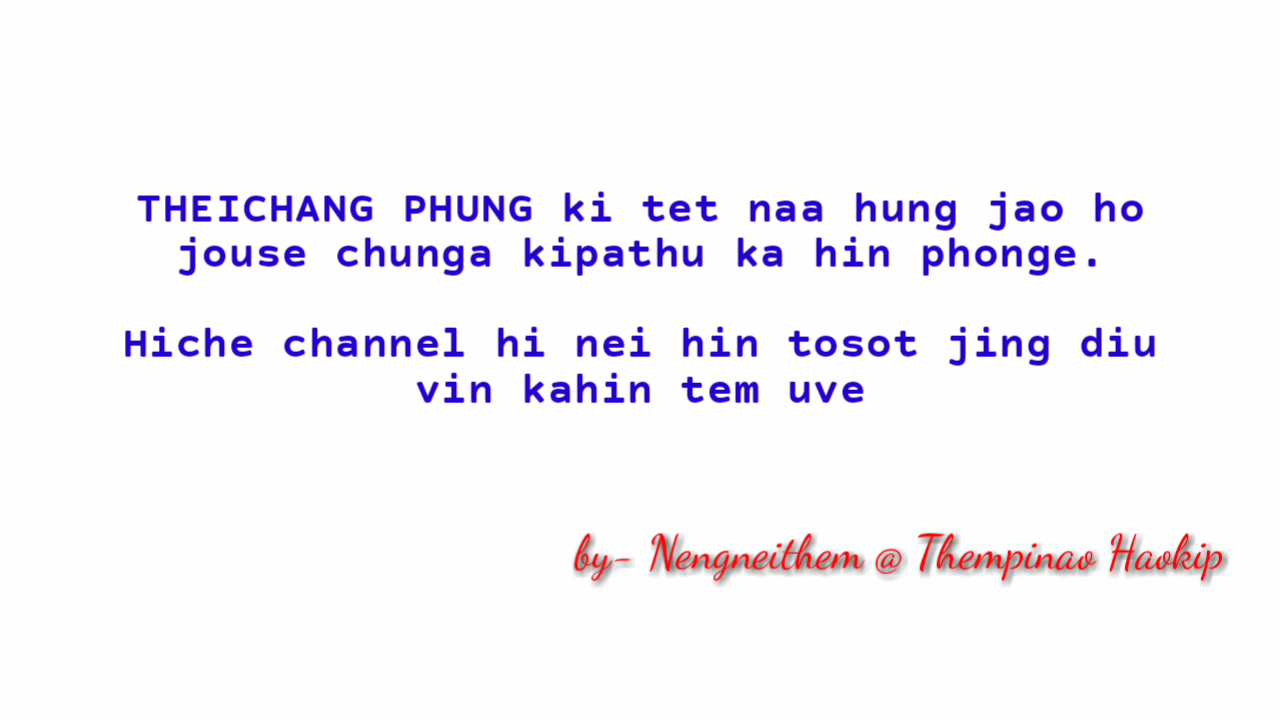 THEICHANG PHUNG ki tet naa hung jao ho
jouse chunga kipathu ka hin phonge.
Hiche channel hi nei hin tosot jing diu
vin kahin tem uve
by- Nengneithem @ Thempinao Haokip